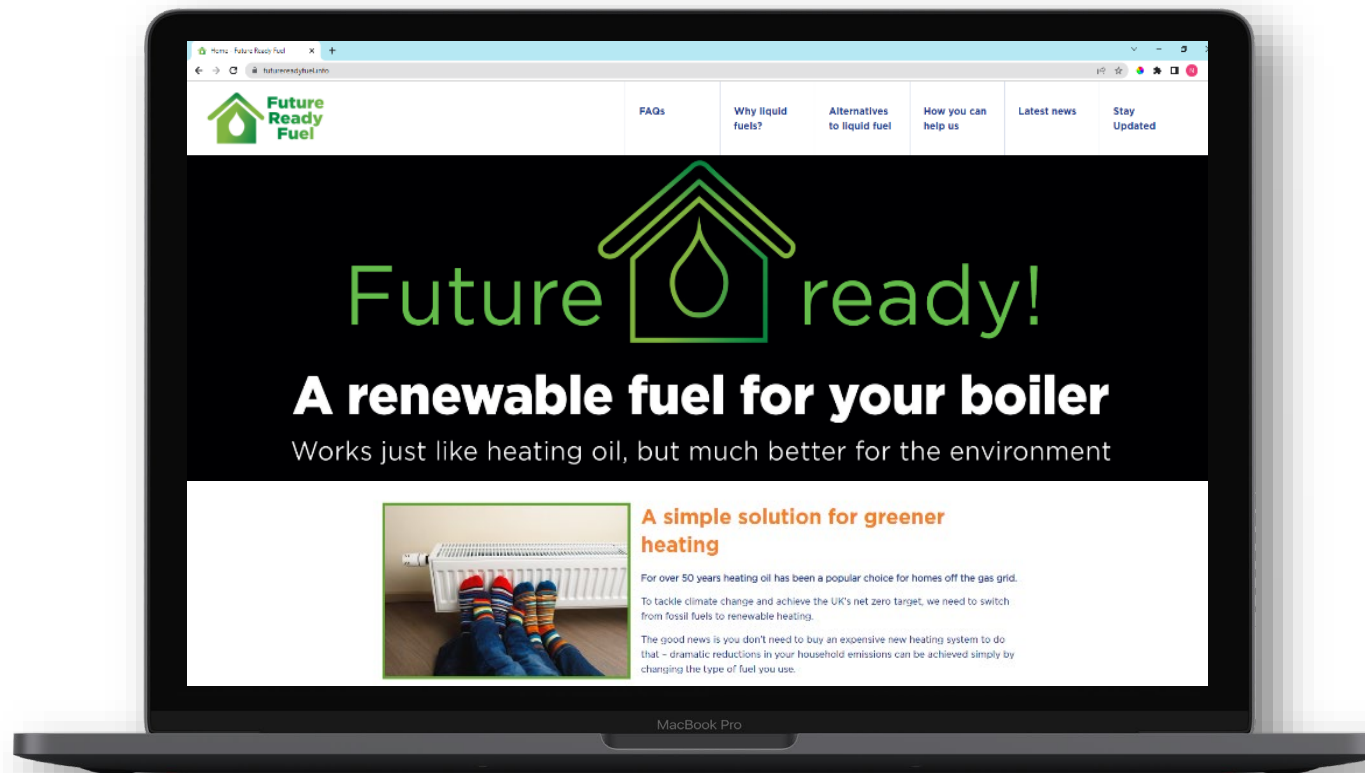 Home - Future Ready Fuel
futurereadyfuel.info
Future
Ready
Fuel
FAQs
Why liquid
fuels?
Alternatives
to liquid fuel
How you can
help us
Latest news
Stay
Updated
Future ready!
A renewable fuel for your boiler
Works just like heating oil, but much better for the environment
A simple solution for greener
heating
For over 50 years heating oil has been a popular choice for homes off the gas grid.
To tackle climate change and achieve the UK's net zero target, we need to switch
from fossil fuels to renewable heating.
The good news is you don't need to buy an expensive new heating system to do
that – dramatic reductions in your household emissions can be achieved simply by
changing the type of fuel you use.
MacBook Pro